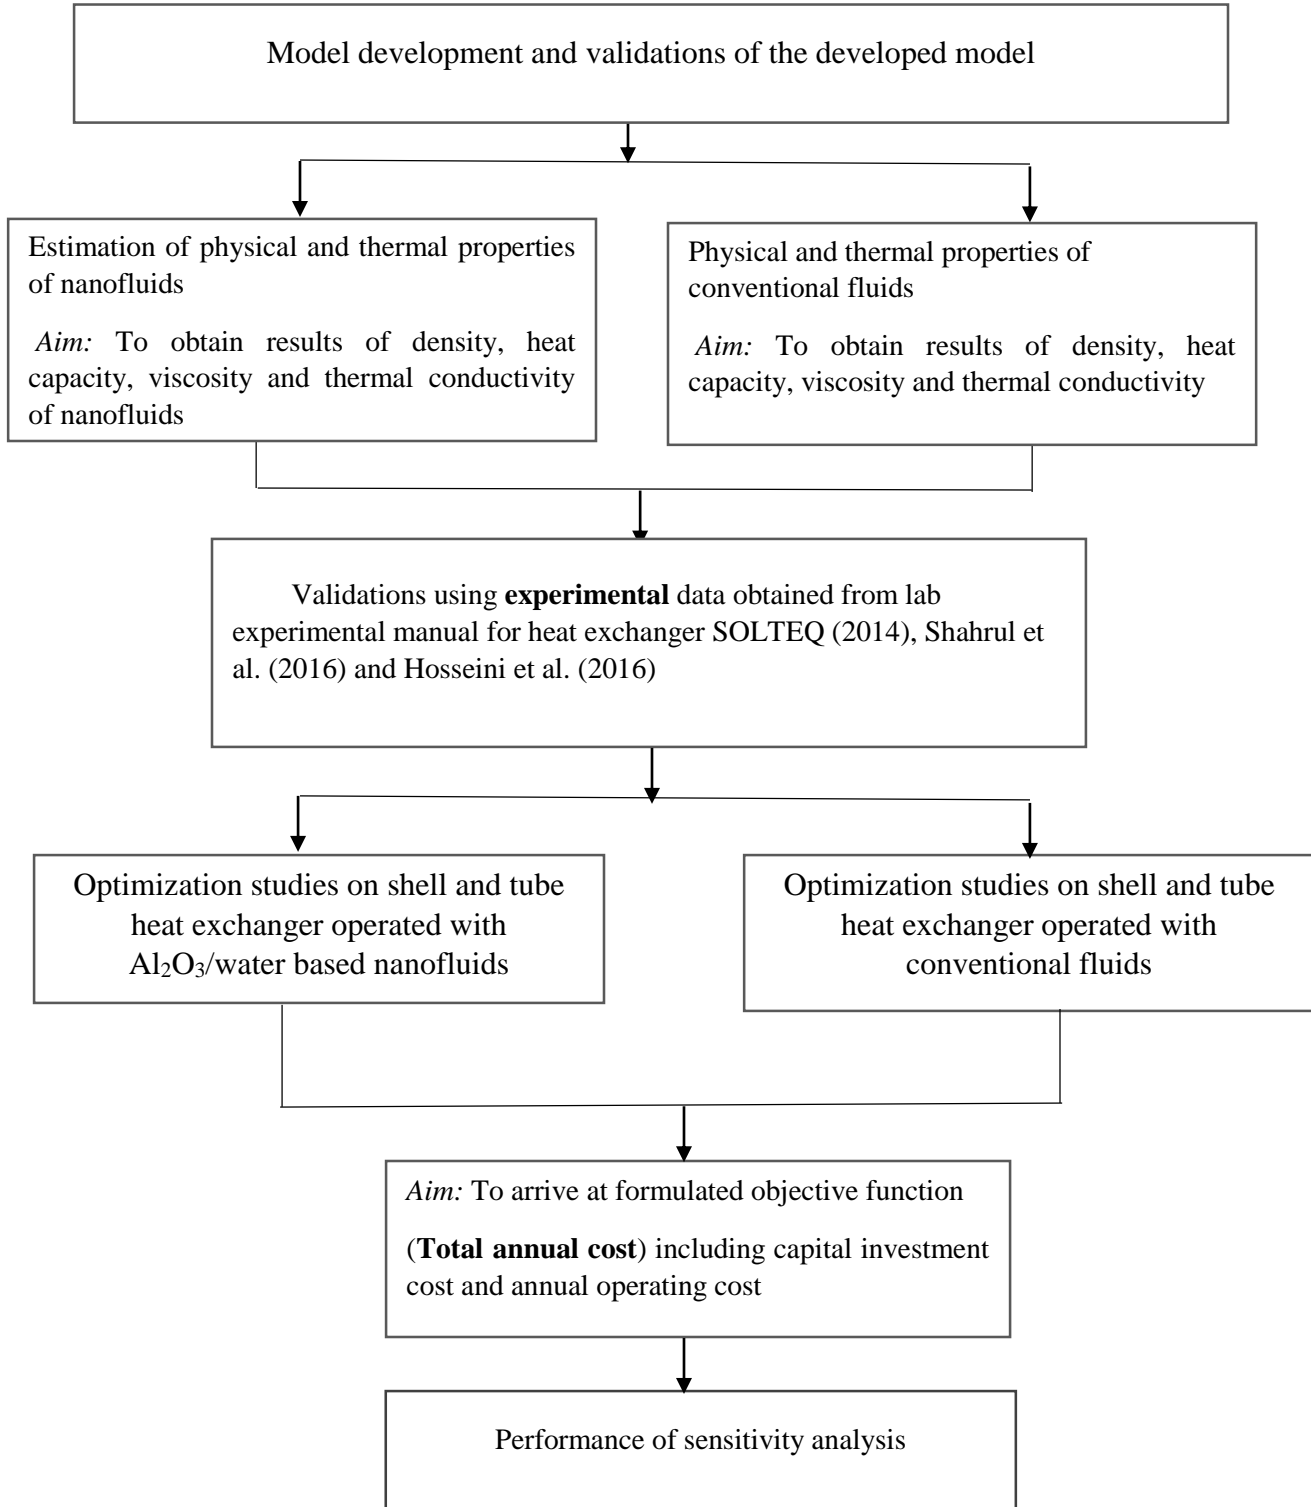 Model development and validations of the developed model
Estimation of physical and thermal properties
of nanofluids
Aim: To obtain results of density, heat
capacity, viscosity and thermal conductivity
of nanofluids
Physical and thermal properties of
conventional fluids
Aim: To obtain results of density, heat
capacity, viscosity and thermal conductivity
Validations using experimental data obtained from lab
experimental manual for heat exchanger SOLTEQ (2014), Shahrul et
al. (2016) and Hosseini et al. (2016)
Optimization studies on shell and tube
heat exchanger operated with
Al₂O₃/water based nanofluids
Optimization studies on shell and tube
heat exchanger operated with
conventional fluids
Aim: To arrive at formulated objective function
(Total annual cost) including capital investment
cost and annual operating cost
Performance of sensitivity analysis